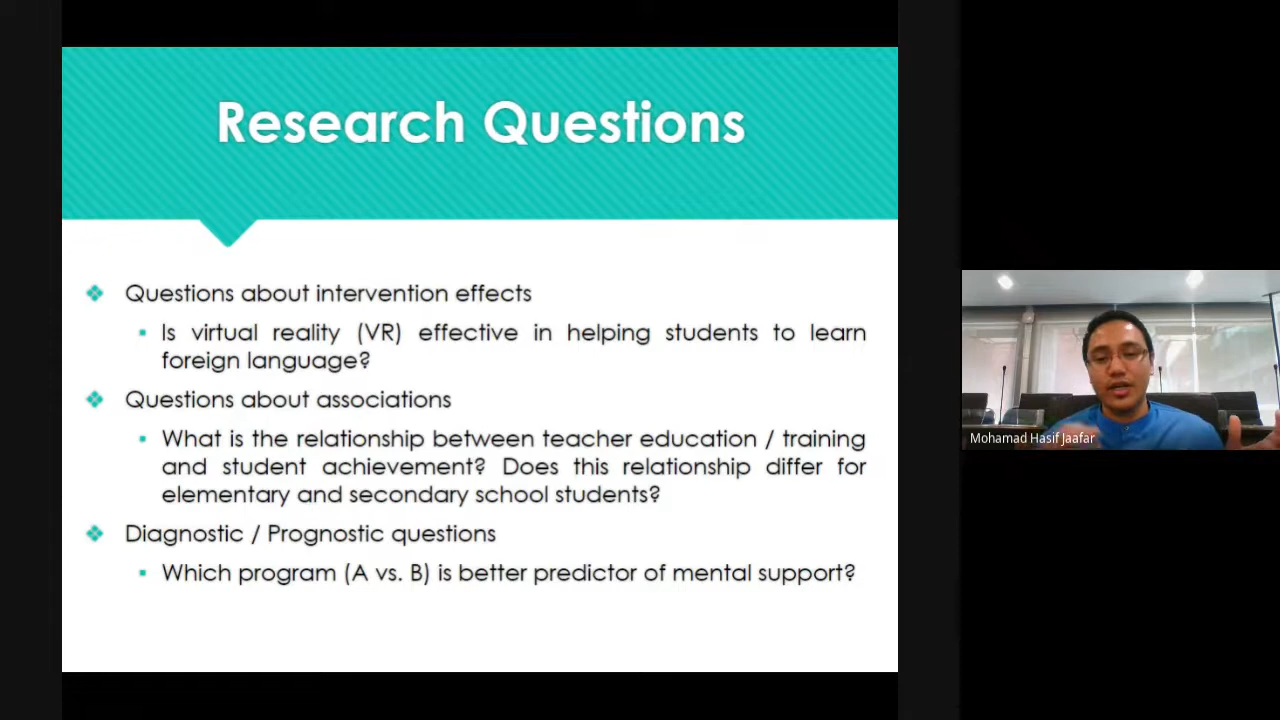 Research Questions
Questions about intervention effects
Is virtual reality (VR) effective in helping students to learn
foreign language?
Questions about associations
What is the relationship between teacher education / training
and student achievement? Does this relationship differ for
elementary and secondary school students?
Diagnostic / Prognostic questions
Which program (A vs. B) is better predictor of mental support?
Mohamad Hasif Jaafar